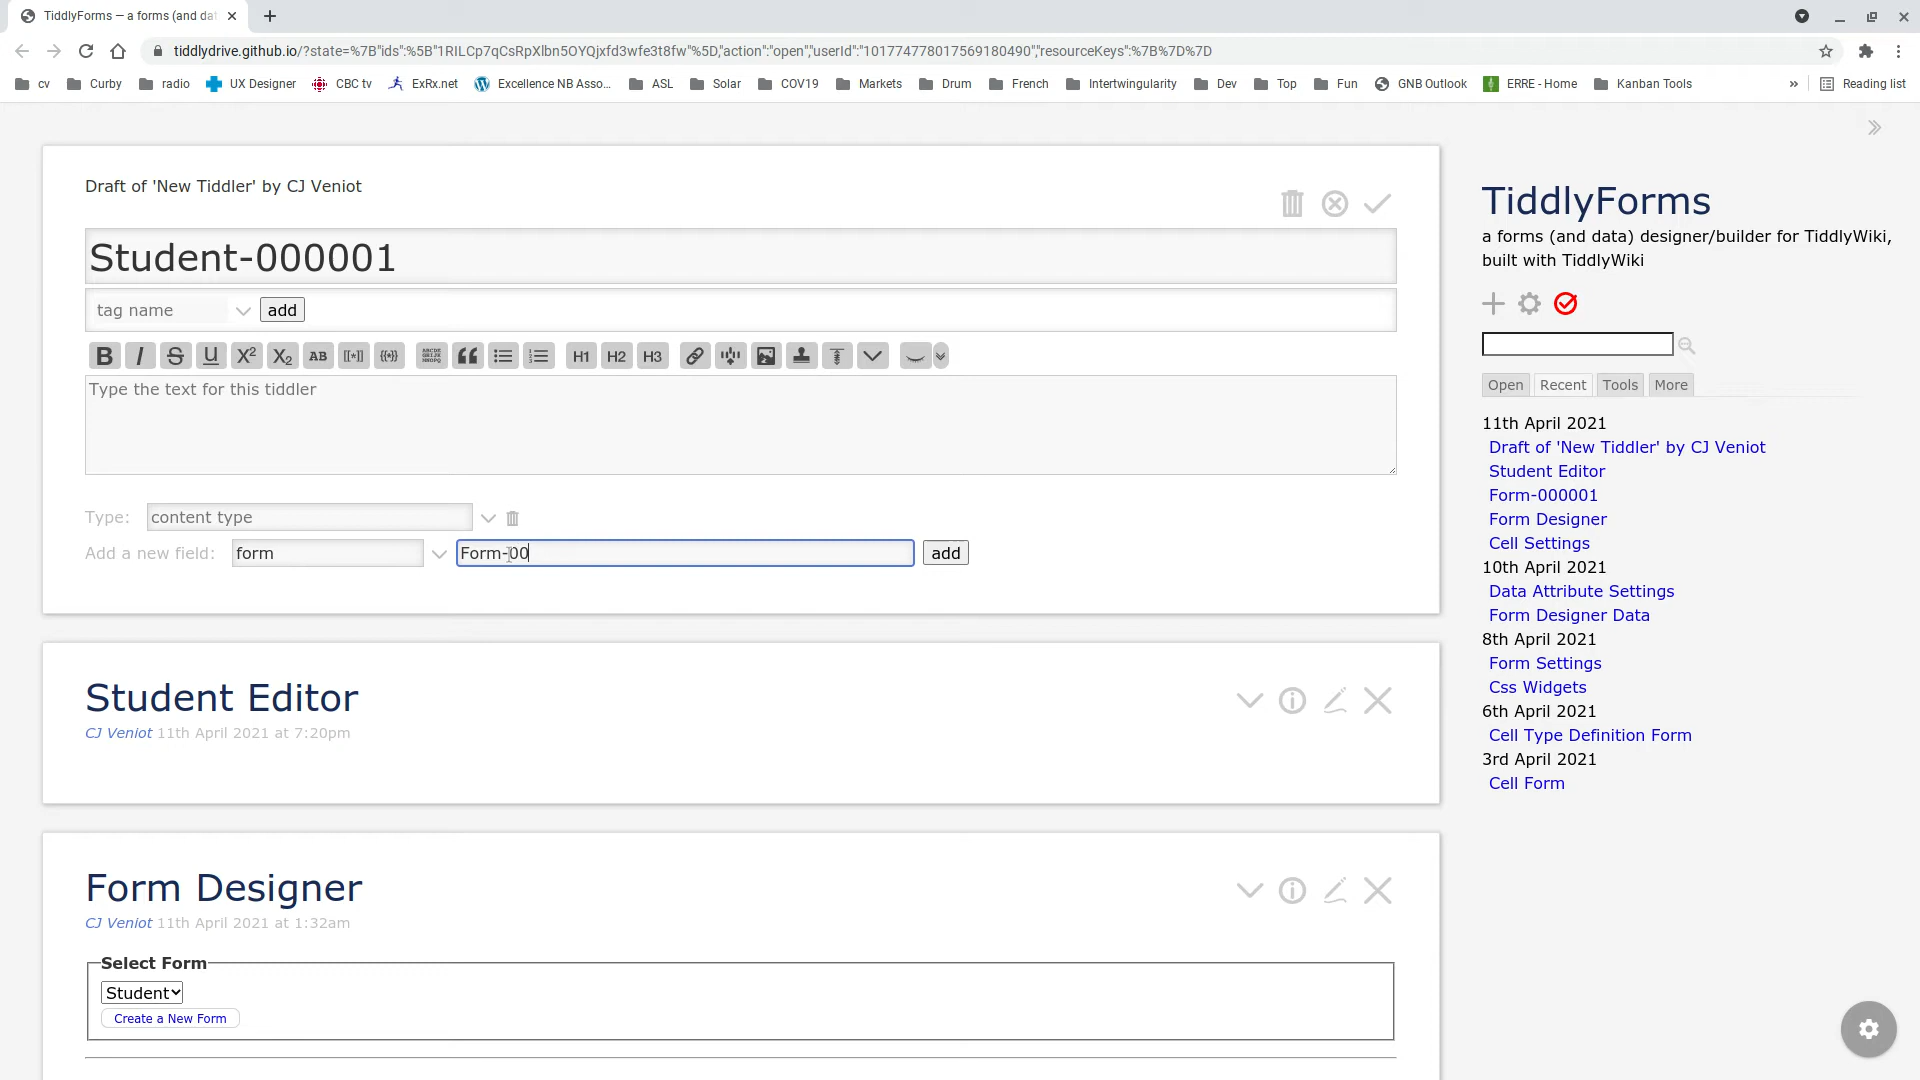 TiddlyForms — a forms (and dat
tiddlydrive.github.io/?state=%7B"ids":%5B"1RILCp7qCsRpXlbn5OYQjxfd3wfe3t8fw"%5D,"action":"open","userId":"101774778017569180490","resourceKeys":%7B%7D%7D
cv Curby radio UX Designer CBC tv ExRx.net Excellence NB Asso... ASL Solar COV19 Markets Drum French Intertwingularity Dev Top Fun GNB Outlook ERRE - Home Kanban Tools » Reading list
Draft of 'New Tiddler' by CJ Veniot
Student-000001
tag name add
B I S U X² X₂ AB [[*]] {{*}} H1 H2 H3
Type the text for this tiddler
Type: content type
Add a new field: form Form-00 add
Student Editor
CJ Veniot 11th April 2021 at 7:20pm
Form Designer
CJ Veniot 11th April 2021 at 1:32am
Select Form
Student
Create a New Form
TiddlyForms
a forms (and data) designer/builder for TiddlyWiki,
built with TiddlyWiki
Open Recent Tools More
11th April 2021
Draft of 'New Tiddler' by CJ Veniot
Student Editor
Form-000001
Form Designer
Cell Settings
10th April 2021
Data Attribute Settings
Form Designer Data
8th April 2021
Form Settings
Css Widgets
6th April 2021
Cell Type Definition Form
3rd April 2021
Cell Form